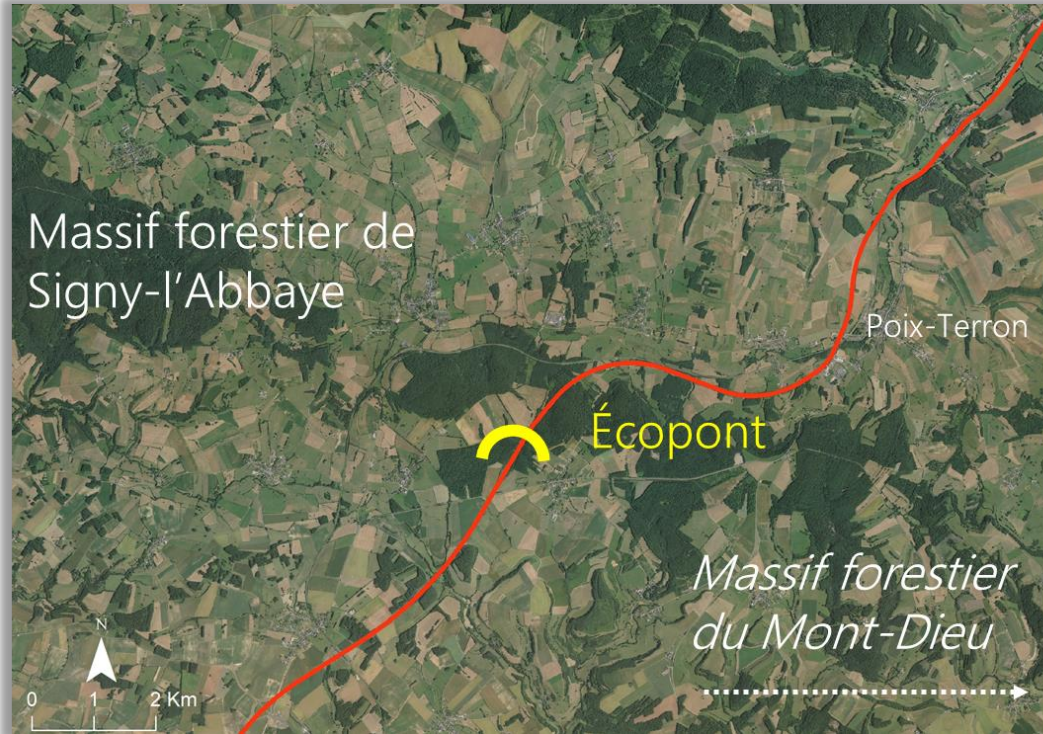 Massif forestier de
Signy-l'Abbaye
Poix-Terron
Écopont
Massif forestier
du Mont-Dieu
N
0 1 2 Km